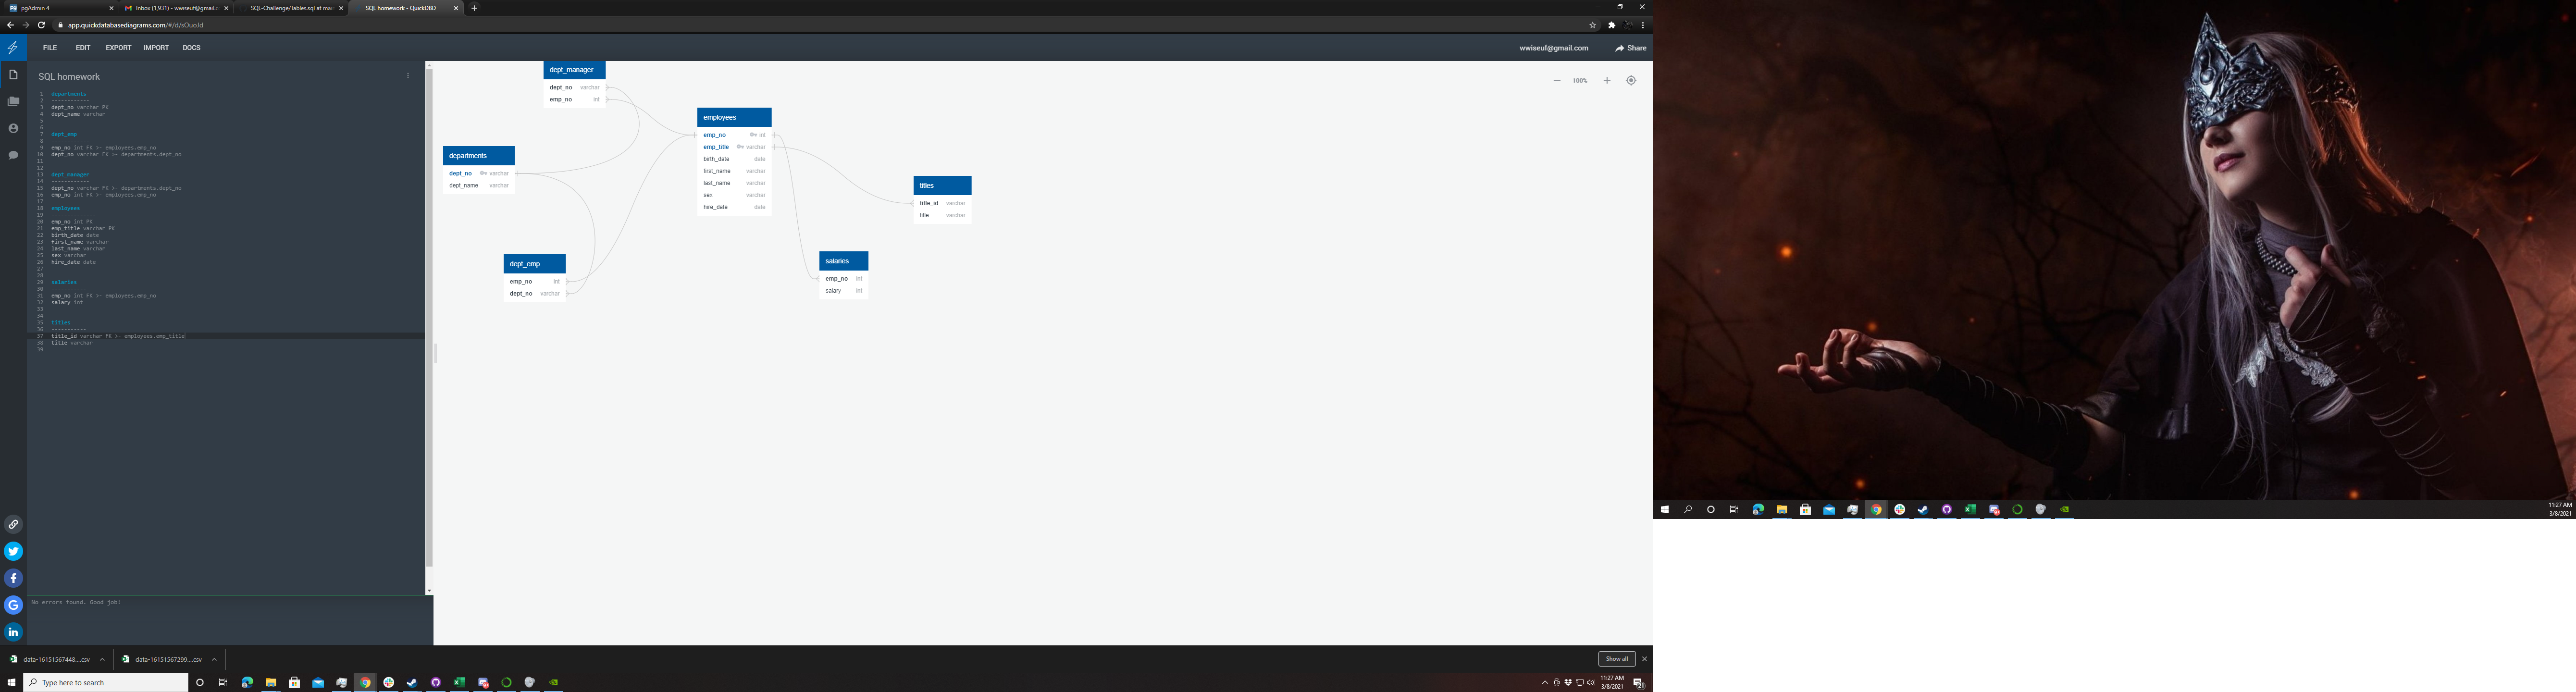 pgAdmin 4
Inbox (1,931) - wwiseuf@gmail.c
SQL-Challenge/Tables.sql at mai
SQL homework - QuickDBD
app.quickdatabasediagrams.com/#/d/sOuoJd
FILE EDIT EXPORT IMPORT DOCS
wwiseuf@gmail.com
Share
SQL homework
1 departments
2 ------------
3 dept_no varchar PK
4 dept_name varchar
5
6
7 dept_emp
8 ------------
9 emp_no int FK >- employees.emp_no
10 dept_no varchar FK >- departments.dept_no
11
12
13 dept_manager
14 ------------
15 dept_no varchar FK >- departments.dept_no
16 emp_no int FK >- employees.emp_no
17
18 employees
19 --------------
20 emp_no int PK
21 emp_title varchar PK
22 birth_date date
23 first_name varchar
24 last_name varchar
25 sex varchar
26 hire_date date
27
28
29 salaries
30 -----------
31 emp_no int FK >- employees.emp_no
32 salary int
33
34
35 titles
36 -----------
37 title_id varchar FK >- employees.emp_title
38 title varchar
39
No errors found. Good job!
dept_manager
dept_no varchar
emp_no int
employees
emp_no int
emp_title varchar
birth_date date
first_name varchar
last_name varchar
sex varchar
hire_date date
departments
dept_no varchar
dept_name varchar
titles
title_id varchar
title varchar
salaries
emp_no int
salary int
dept_emp
emp_no int
dept_no varchar
100%
data-16151567448....csv
data-16151567299....csv
Show all
Type here to search
11:27 AM
3/8/2021
11:27 AM
3/8/2021